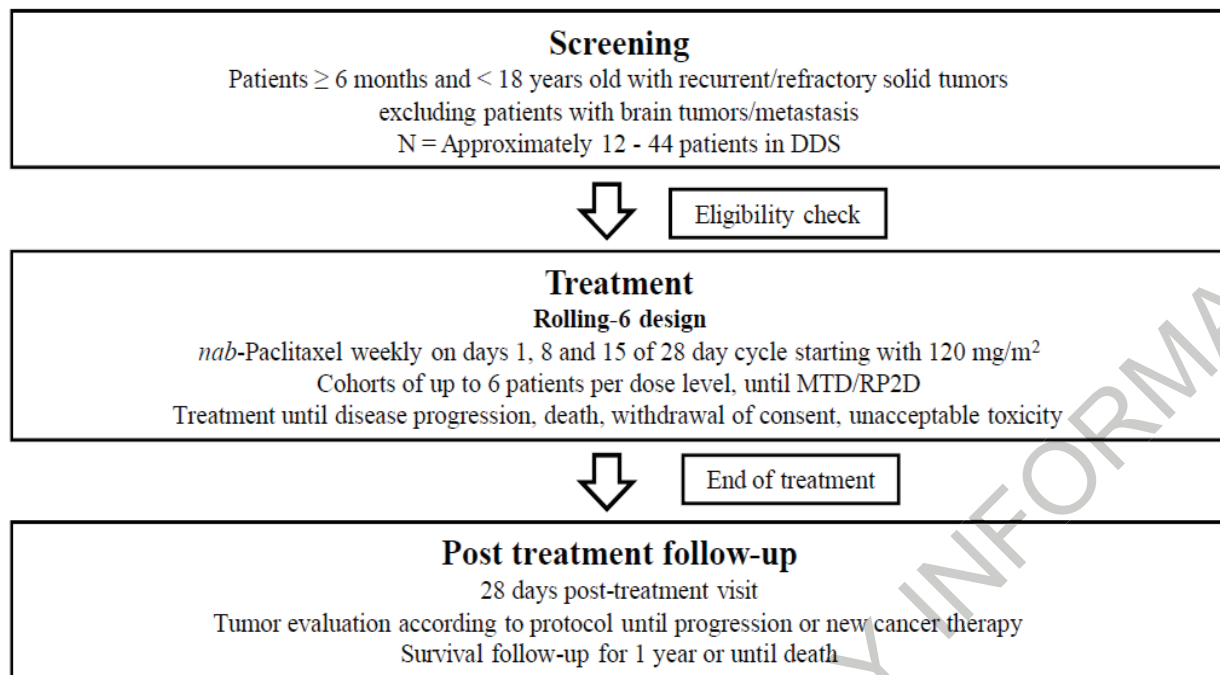 Screening
Patients ≥ 6 months and < 18 years old with recurrent/refractory solid tumors
excluding patients with brain tumors/metastasis
N = Approximately 12 - 44 patients in DDS
Eligibility check
Treatment
Rolling-6 design
nab-Paclitaxel weekly on days 1, 8 and 15 of 28 day cycle starting with 120 mg/m²
Cohorts of up to 6 patients per dose level, until MTD/RP2D
Treatment until disease progression, death, withdrawal of consent, unacceptable toxicity
End of treatment
Post treatment follow-up
28 days post-treatment visit
Tumor evaluation according to protocol until progression or new cancer therapy
Survival follow-up for 1 year or until death
Y INFORMA